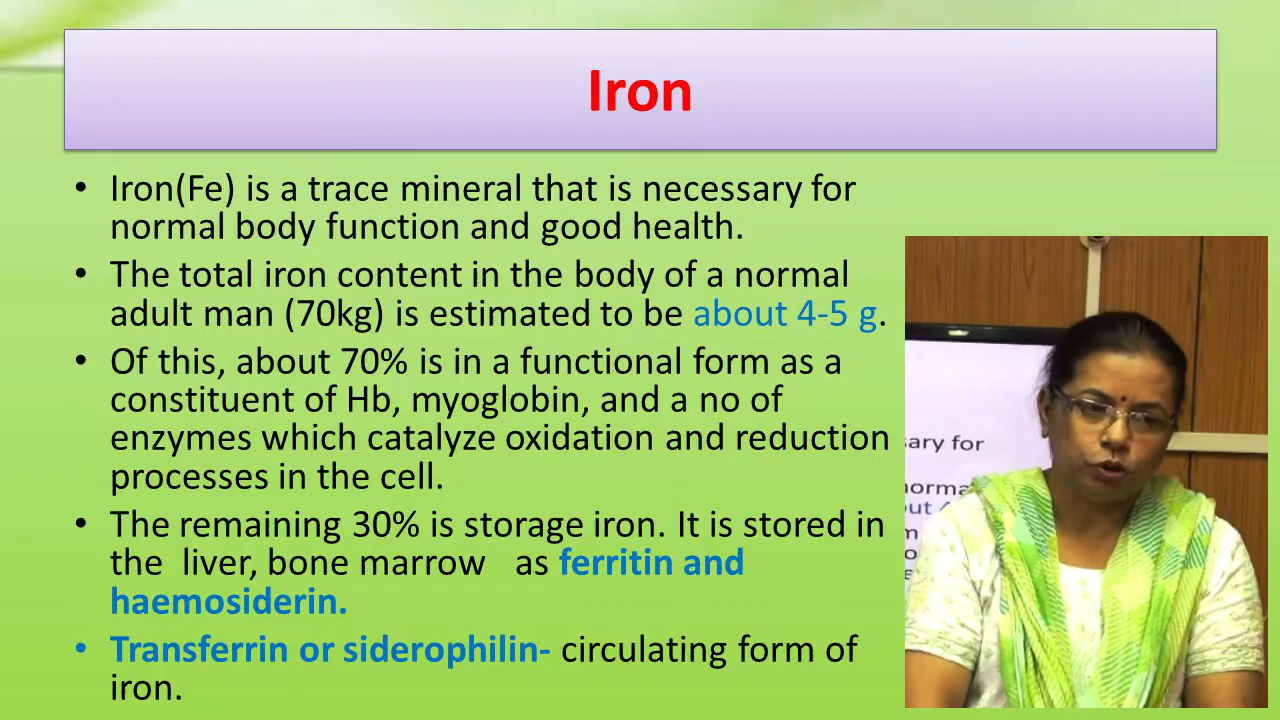 Iron
• Iron(Fe) is a trace mineral that is necessary for
normal body function and good health.
• The total iron content in the body of a normal
adult man (70kg) is estimated to be about 4-5 g.
• Of this, about 70% is in a functional form as a
constituent of Hb, myoglobin, and a no of
enzymes which catalyze oxidation and reduction
processes in the cell.
• The remaining 30% is storage iron. It is stored in
the liver, bone marrow as ferritin and
haemosiderin.
• Transferrin or siderophilin- circulating form of
iron.
sary for